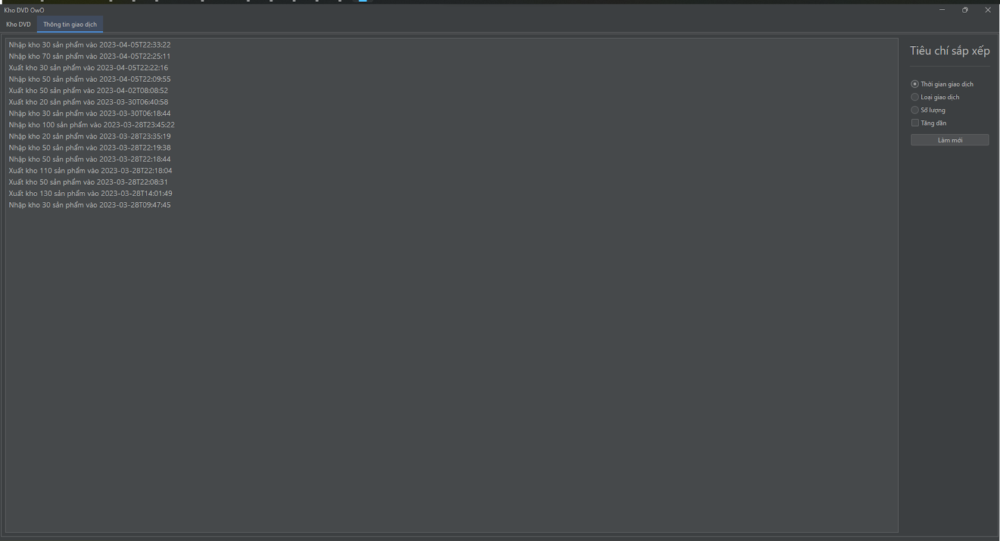 Kho DVD OwO
Kho DVD
Thông tin giao dịch
Nhập kho 30 sản phẩm vào 2023-04-05T22:33:22
Nhập kho 70 sản phẩm vào 2023-04-05T22:25:11
Xuất kho 30 sản phẩm vào 2023-04-05T22:22:16
Nhập kho 50 sản phẩm vào 2023-04-05T22:09:55
Xuất kho 50 sản phẩm vào 2023-04-02T08:08:52
Xuất kho 20 sản phẩm vào 2023-03-30T06:40:58
Nhập kho 30 sản phẩm vào 2023-03-30T06:18:44
Nhập kho 100 sản phẩm vào 2023-03-28T23:45:22
Nhập kho 20 sản phẩm vào 2023-03-28T23:35:19
Nhập kho 50 sản phẩm vào 2023-03-28T22:19:38
Nhập kho 50 sản phẩm vào 2023-03-28T22:18:44
Xuất kho 110 sản phẩm vào 2023-03-28T22:18:04
Xuất kho 50 sản phẩm vào 2023-03-28T22:08:31
Xuất kho 130 sản phẩm vào 2023-03-28T14:01:49
Nhập kho 30 sản phẩm vào 2023-03-28T09:47:45
Tiêu chí sắp xếp
Thời gian giao dịch
Loại giao dịch
Số lượng
Tăng dần
Làm mới